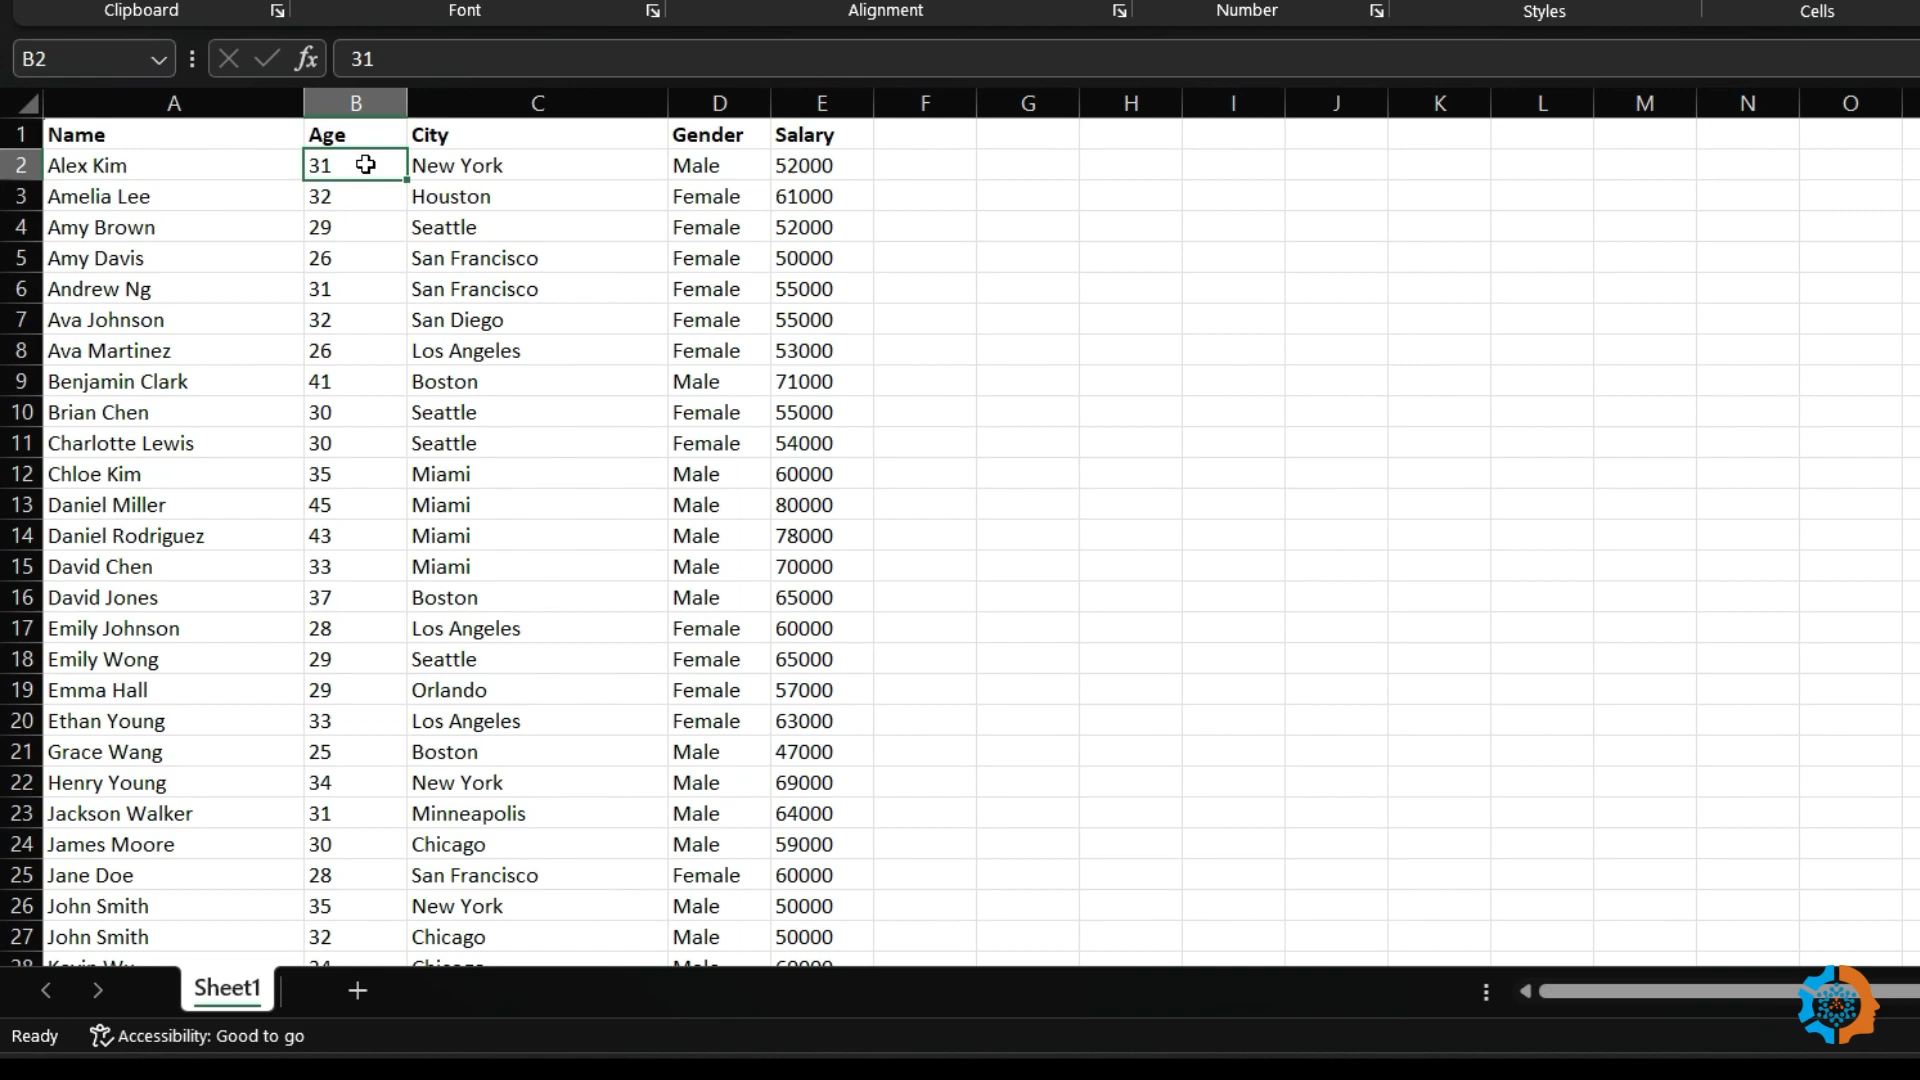 Clipboard Font Alignment Number Styles Cells
B2 fx 31
A B C D E F G H I J K L M N O
1 Name Age City Gender Salary
2 Alex Kim 31 New York Male 52000
3 Amelia Lee 32 Houston Female 61000
4 Amy Brown 29 Seattle Female 52000
5 Amy Davis 26 San Francisco Female 50000
6 Andrew Ng 31 San Francisco Female 55000
7 Ava Johnson 32 San Diego Female 55000
8 Ava Martinez 26 Los Angeles Female 53000
9 Benjamin Clark 41 Boston Male 71000
10 Brian Chen 30 Seattle Female 55000
11 Charlotte Lewis 30 Seattle Female 54000
12 Chloe Kim 35 Miami Male 60000
13 Daniel Miller 45 Miami Male 80000
14 Daniel Rodriguez 43 Miami Male 78000
15 David Chen 33 Miami Male 70000
16 David Jones 37 Boston Male 65000
17 Emily Johnson 28 Los Angeles Female 60000
18 Emily Wong 29 Seattle Female 65000
19 Emma Hall 29 Orlando Female 57000
20 Ethan Young 33 Los Angeles Female 63000
21 Grace Wang 25 Boston Male 47000
22 Henry Young 34 New York Male 69000
23 Jackson Walker 31 Minneapolis Male 64000
24 James Moore 30 Chicago Male 59000
25 Jane Doe 28 San Francisco Female 60000
26 John Smith 35 New York Male 50000
27 John Smith 32 Chicago Male 50000
Sheet1
Ready Accessibility: Good to go